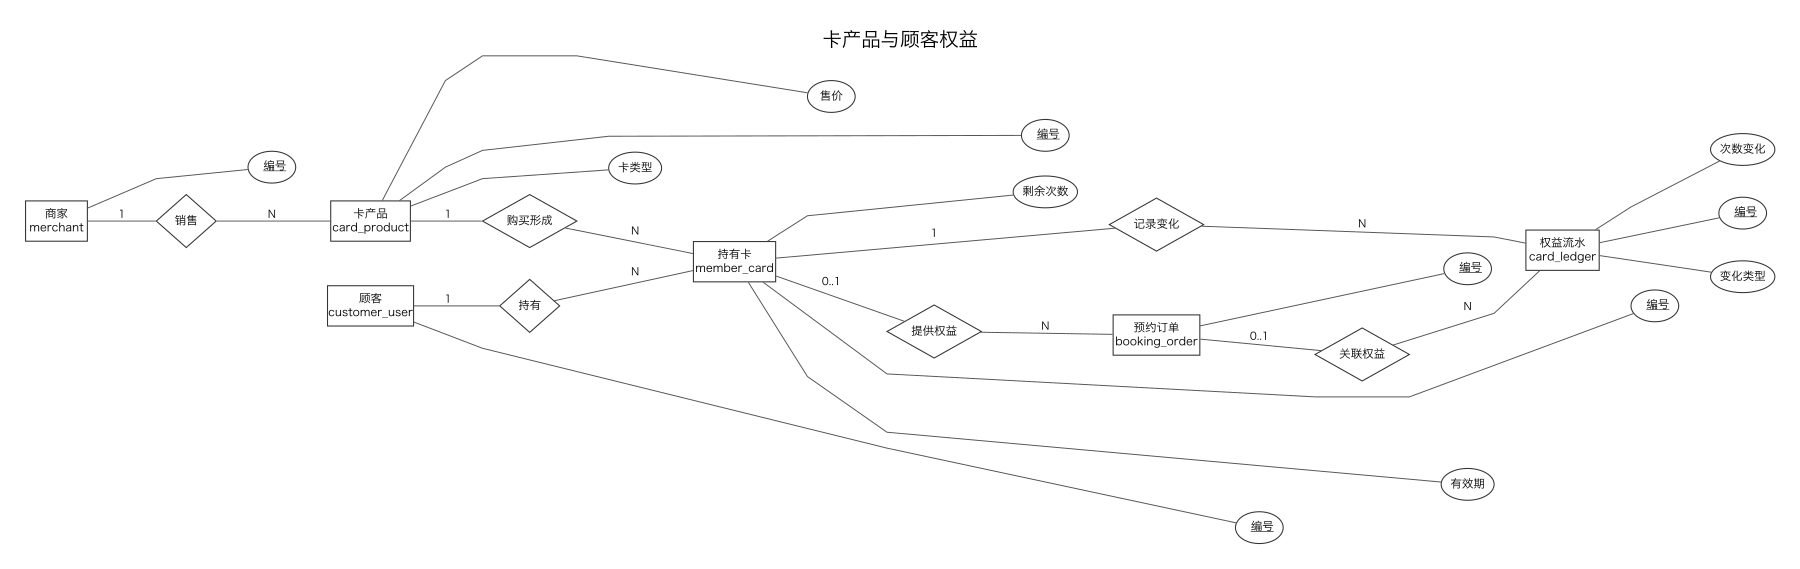 卡产品与顾客权益
售价
编号
卡类型
编号
商家
merchant
1
销售
N
卡产品
card_product
1
购买形成
N
剩余次数
持有卡
member_card
1
记录变化
N
次数变化
编号
权益流水
card_ledger
变化类型
顾客
customer_user
1
持有
N
0..1
提供权益
N
预约订单
booking_order
编号
0..1
关联权益
N
编号
有效期
编号